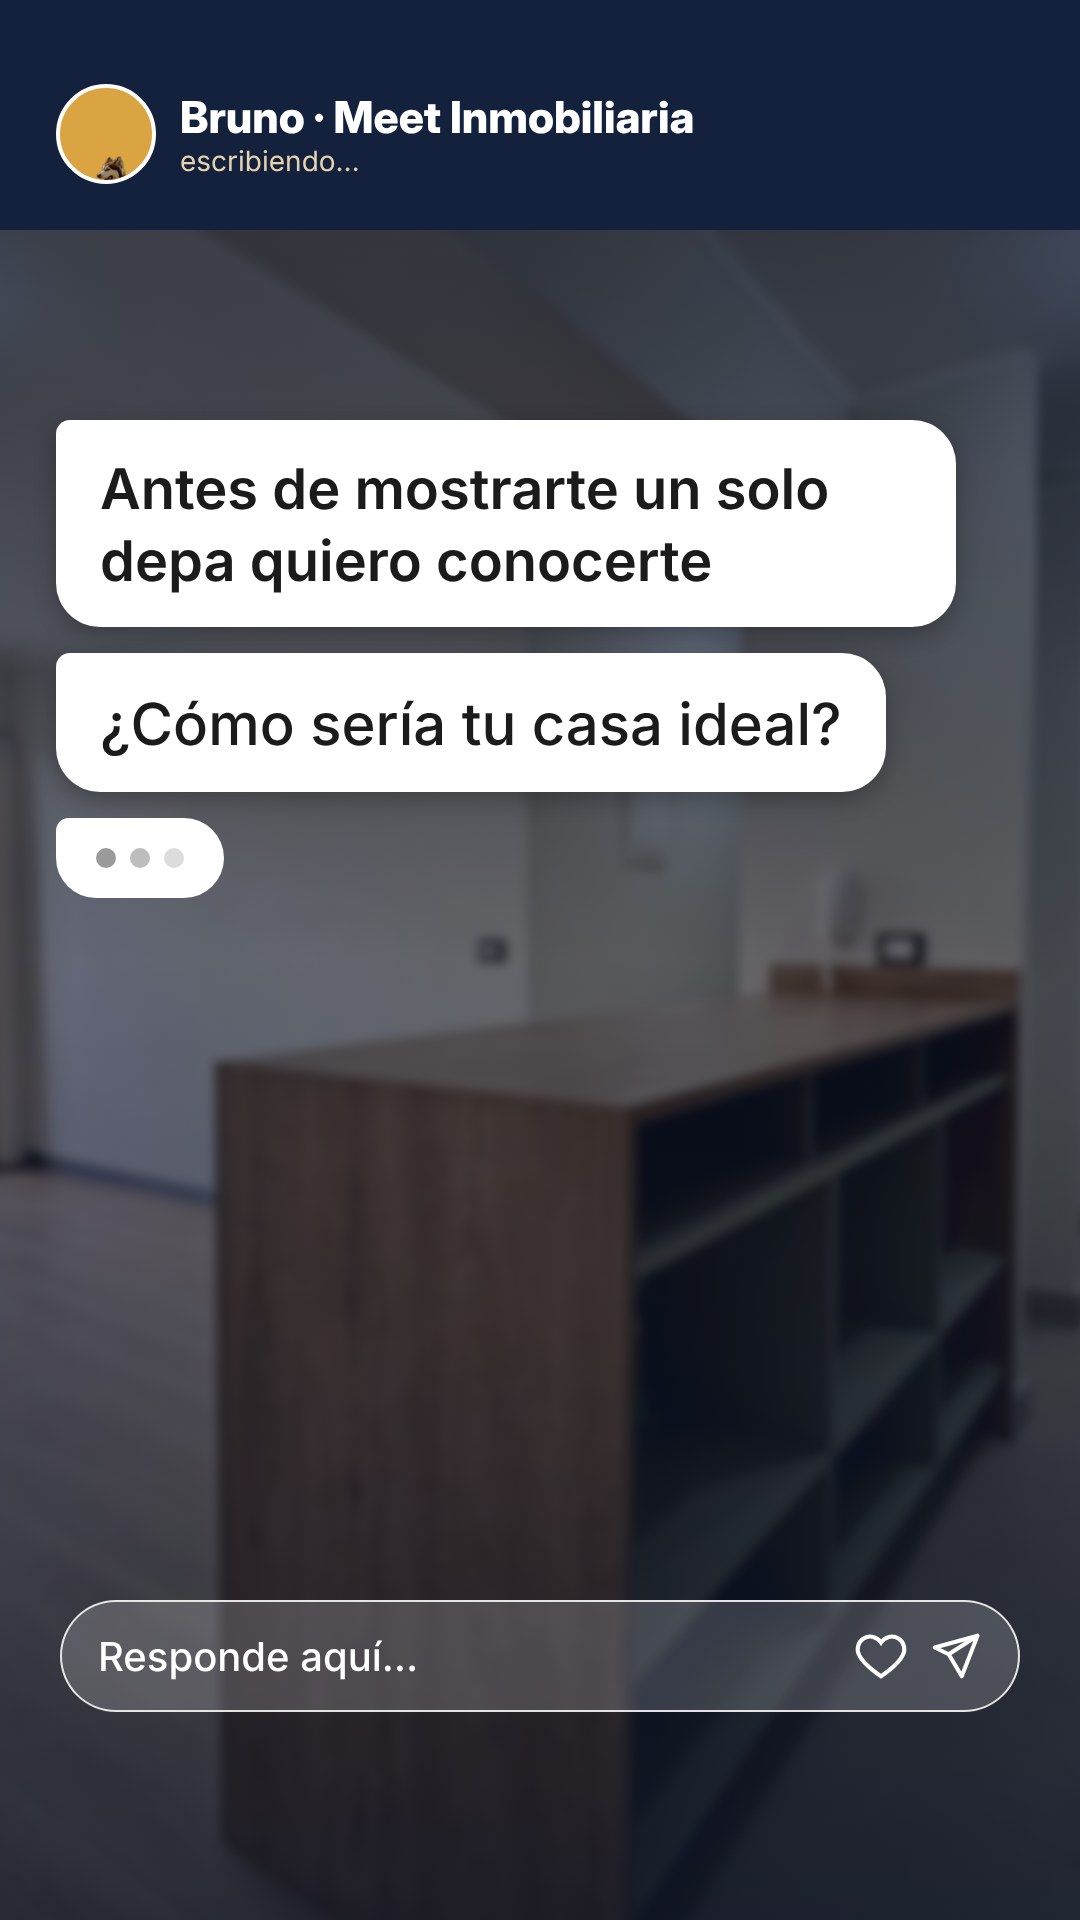 Bruno · Meet Inmobiliaria
escribiendo...
Antes de mostrarte un solo
depa quiero conocerte
¿Cómo sería tu casa ideal?
Responde aquí...